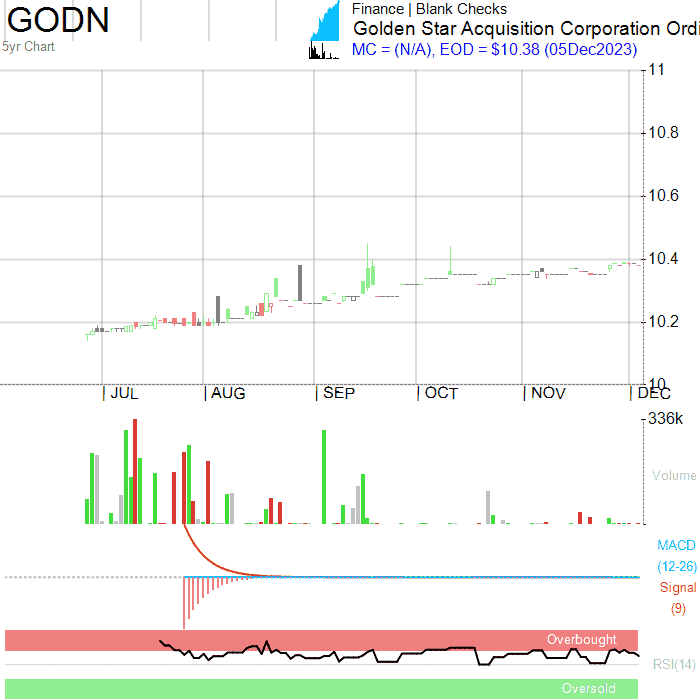 GODN
5yr Chart
Finance | Blank Checks
Golden Star Acquisition Corporation Ordi
MC = (N/A), EOD = $10.38 (05Dec2023)
11
10.8
10.6
10.4
10.2
10
| JUL | AUG | SEP | OCT | NOV | DEC
336k
Volume
MACD
(12-26)
Signal
(9)
Overbought
RSI(14)
Oversold